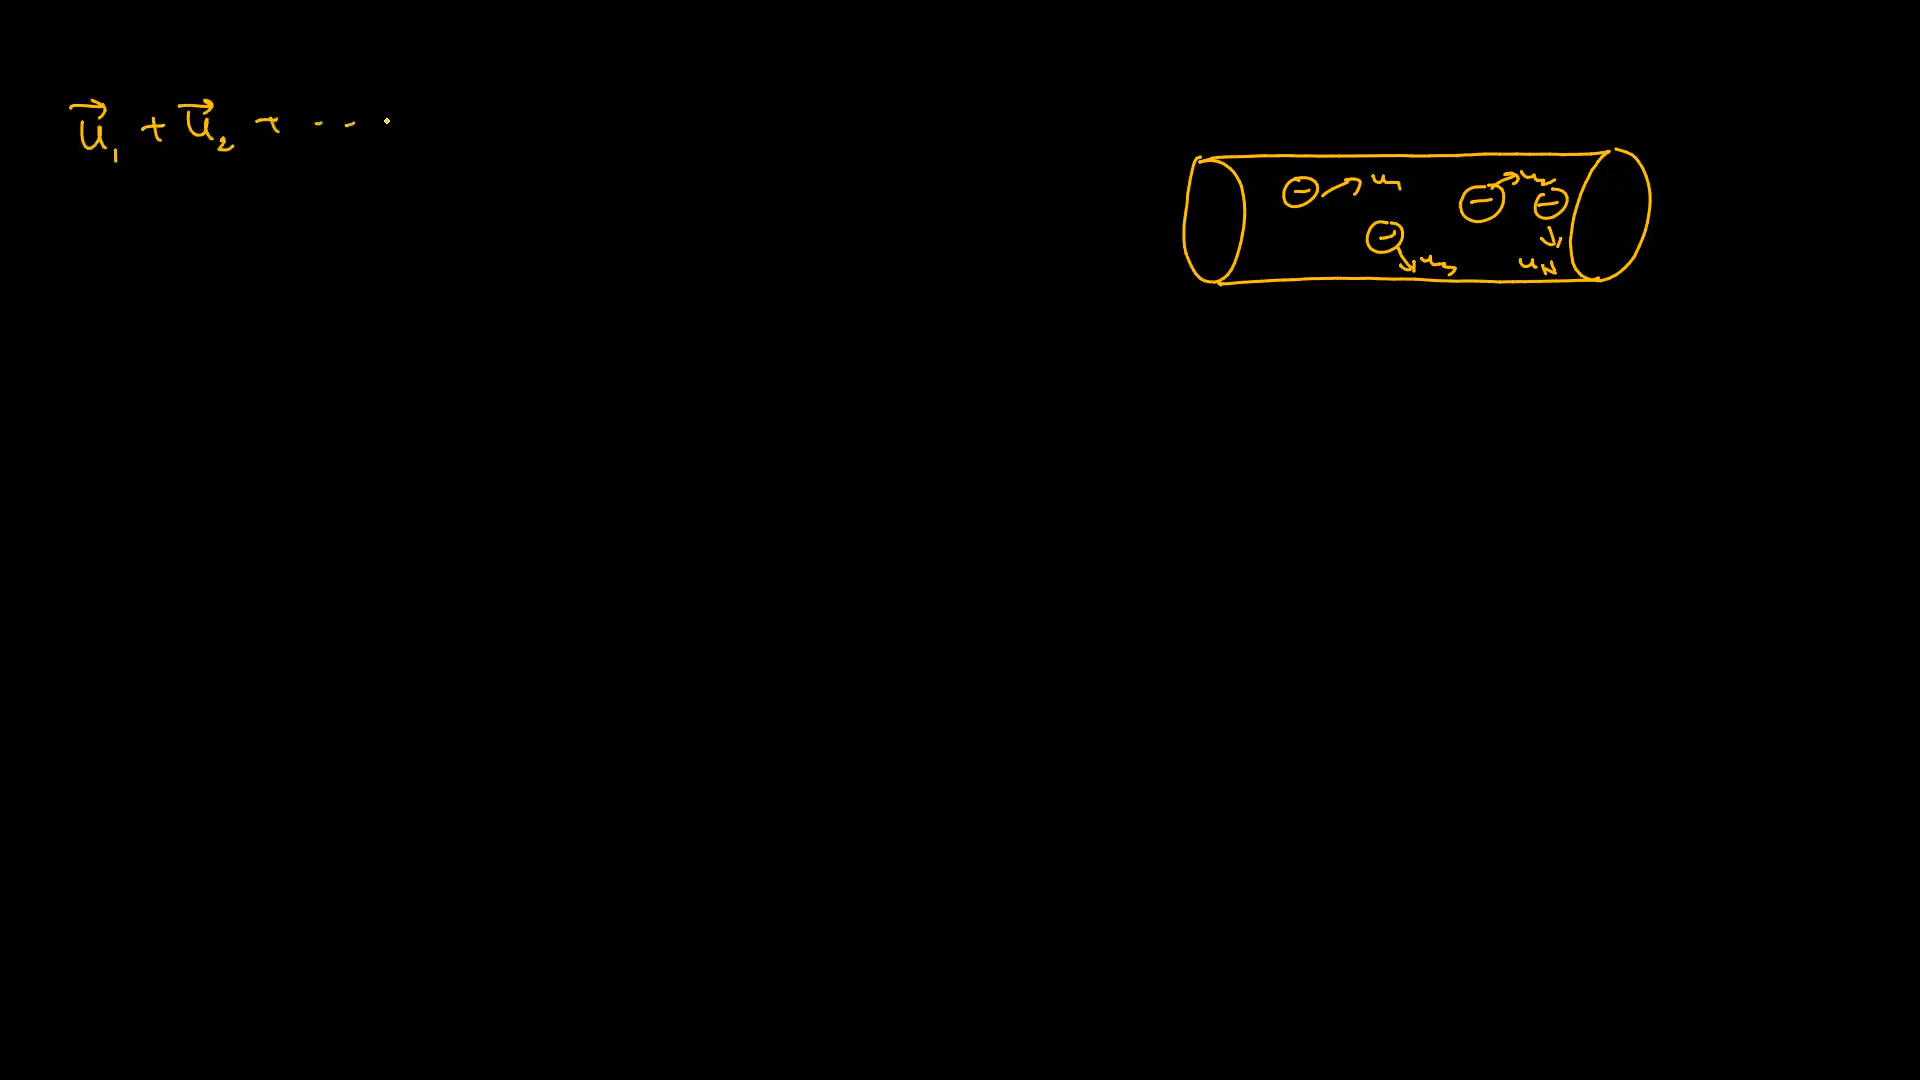 u⃗₁ + u⃗₂ + ....
u₁
u₂
u₃
u_N